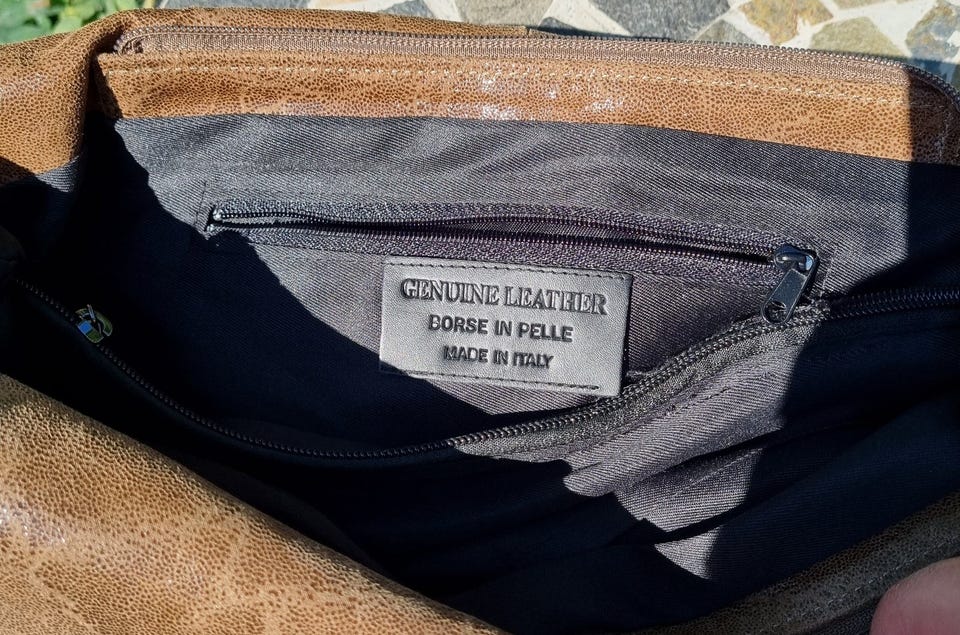 GENUINE LEATHER
BORSE IN PELLE
MADE IN ITALY